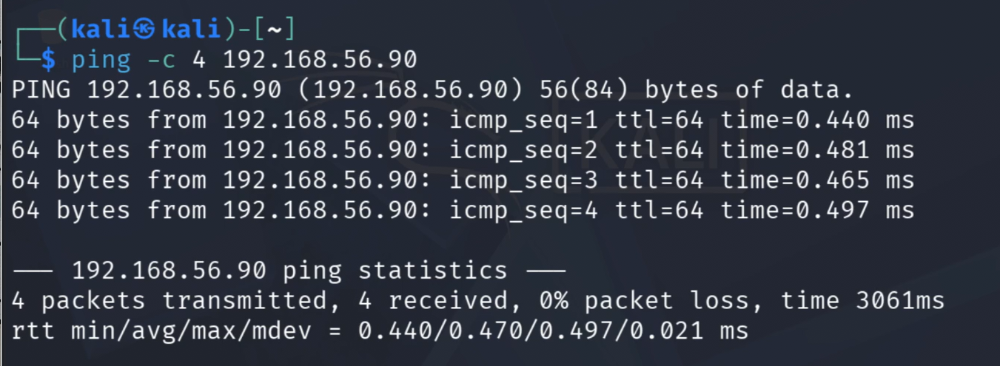 ┌──(kali㉿kali)-[~]
└─$ ping -c 4 192.168.56.90
PING 192.168.56.90 (192.168.56.90) 56(84) bytes of data.
64 bytes from 192.168.56.90: icmp_seq=1 ttl=64 time=0.440 ms
64 bytes from 192.168.56.90: icmp_seq=2 ttl=64 time=0.481 ms
64 bytes from 192.168.56.90: icmp_seq=3 ttl=64 time=0.465 ms
64 bytes from 192.168.56.90: icmp_seq=4 ttl=64 time=0.497 ms

--- 192.168.56.90 ping statistics ---
4 packets transmitted, 4 received, 0% packet loss, time 3061ms
rtt min/avg/max/mdev = 0.440/0.470/0.497/0.021 ms
KALI